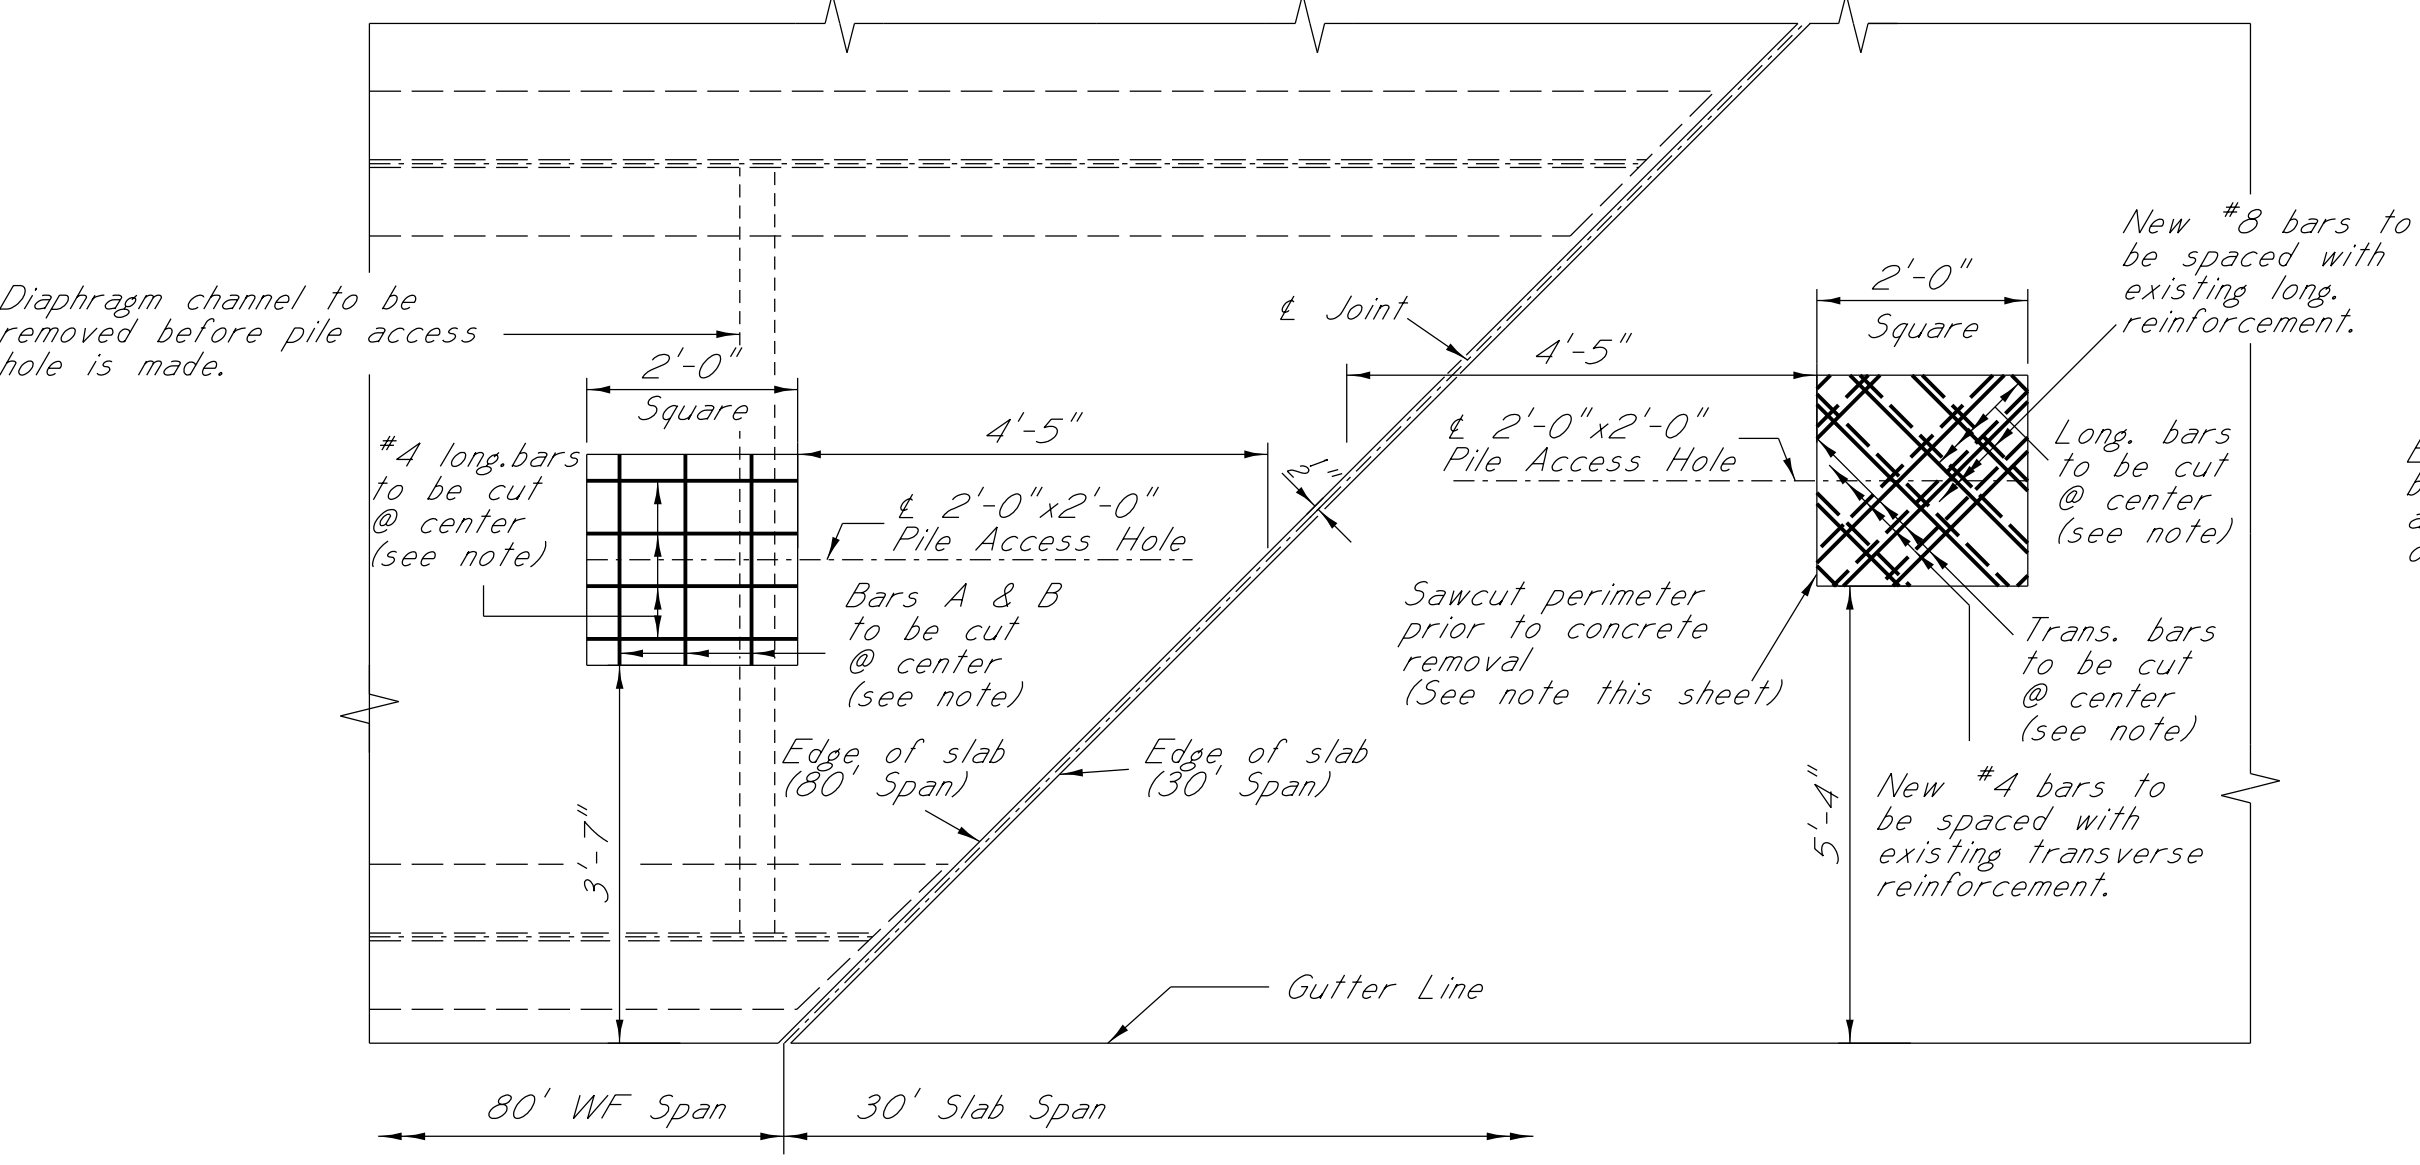 Diaphragm channel to be
removed before pile access
hole is made.
2'-0"
Square
#4 long.bars
to be cut
@ center
(see note)
4'-5"
℄ 2'-0"x2'-0"
Pile Access Hole
Bars A & B
to be cut
@ center
(see note)
3'-7"
Edge of slab
(80' Span)
Edge of slab
(30' Span)
℄ Joint
4'-5"
2'-0"
Square
New #8 bars to
be spaced with
existing long.
reinforcement.
℄ 2'-0"x2'-0"
Pile Access Hole
Long. bars
to be cut
@ center
(see note)
Sawcut perimeter
prior to concrete
removal
(See note this sheet)
Trans. bars
to be cut
@ center
(see note)
5'-4"
New #4 bars to
be spaced with
existing transverse
reinforcement.
Gutter Line
80' WF Span
30' Slab Span